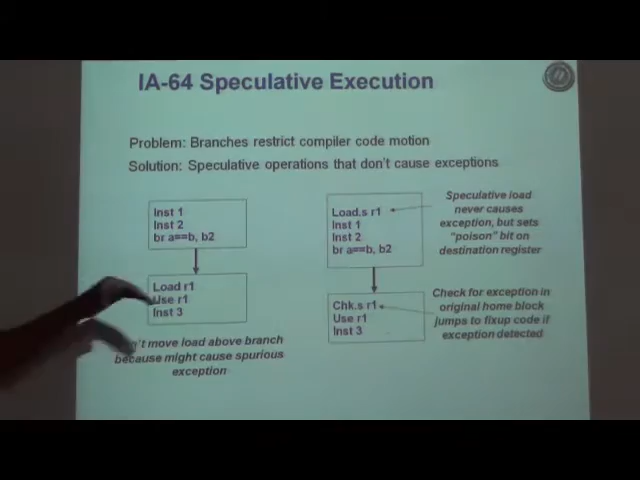 IA-64 Speculative Execution
Problem: Branches restrict compiler code motion
Solution: Speculative operations that don't cause exceptions
Inst 1
Inst 2
br a==b, b2
Load r1
Use r1
Inst 3
't move load above branch
because might cause spurious
exception
Load.s r1
Inst 1
Inst 2
br a==b, b2
Chk.s r1
Use r1
Inst 3
Speculative load
never causes
exception, but sets
"poison" bit on
destination register
Check for exception in
original home block
jumps to fixup code if
exception detected